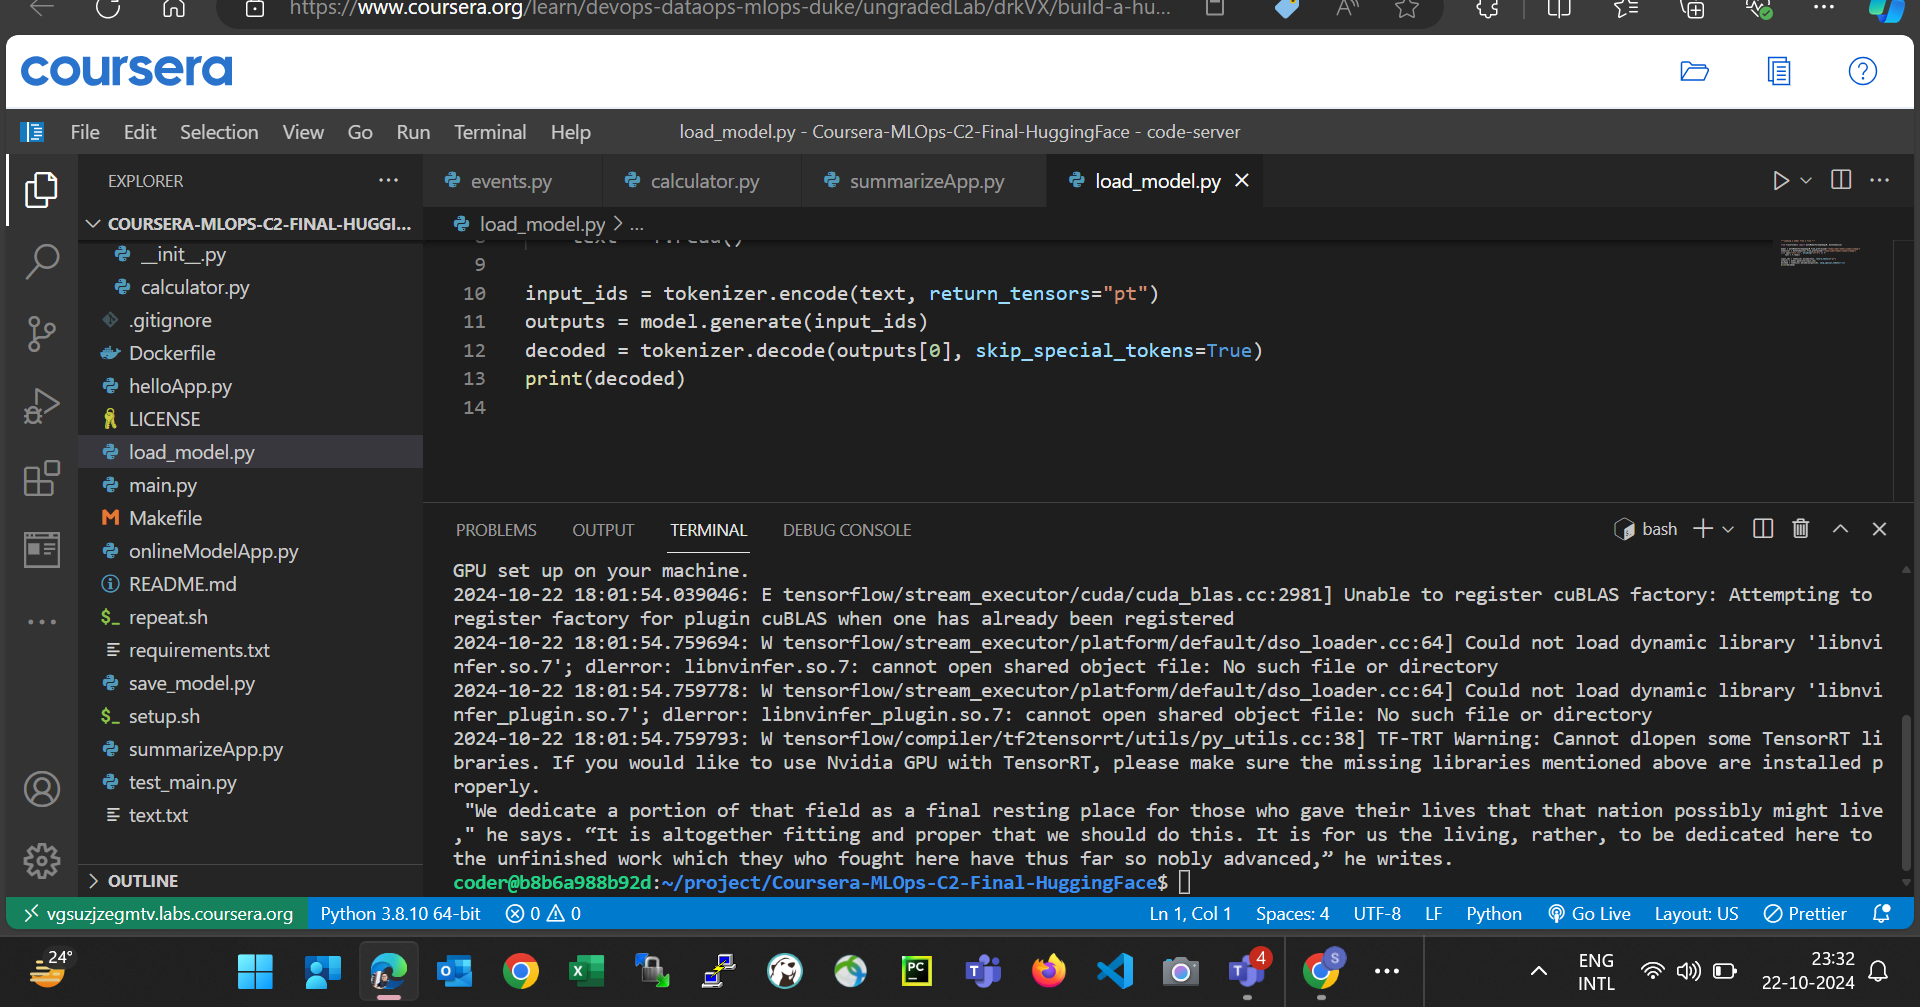 https://www.coursera.org/learn/devops-dataops-mlops-duke/ungradedLab/drkVX/build-a-hu...
coursera
File Edit Selection View Go Run Terminal Help
load_model.py - Coursera-MLOps-C2-Final-HuggingFace - code-server
EXPLORER
COURSERA-MLOPS-C2-FINAL-HUGGI...
__init__.py
calculator.py
.gitignore
Dockerfile
helloApp.py
LICENSE
load_model.py
main.py
Makefile
onlineModelApp.py
README.md
repeat.sh
requirements.txt
save_model.py
setup.sh
summarizeApp.py
test_main.py
text.txt
OUTLINE
events.py calculator.py summarizeApp.py load_model.py
load_model.py > ...
9
10 input_ids = tokenizer.encode(text, return_tensors="pt")
11 outputs = model.generate(input_ids)
12 decoded = tokenizer.decode(outputs[0], skip_special_tokens=True)
13 print(decoded)
14
PROBLEMS OUTPUT TERMINAL DEBUG CONSOLE
bash
GPU set up on your machine.
2024-10-22 18:01:54.039046: E tensorflow/stream_executor/cuda/cuda_blas.cc:2981] Unable to register cuBLAS factory: Attempting to
register factory for plugin cuBLAS when one has already been registered
2024-10-22 18:01:54.759694: W tensorflow/stream_executor/platform/default/dso_loader.cc:64] Could not load dynamic library 'libnvi
nfer.so.7'; dlerror: libnvinfer.so.7: cannot open shared object file: No such file or directory
2024-10-22 18:01:54.759778: W tensorflow/stream_executor/platform/default/dso_loader.cc:64] Could not load dynamic library 'libnvi
nfer_plugin.so.7'; dlerror: libnvinfer_plugin.so.7: cannot open shared object file: No such file or directory
2024-10-22 18:01:54.759793: W tensorflow/compiler/tf2tensorrt/utils/py_utils.cc:38] TF-TRT Warning: Cannot dlopen some TensorRT li
braries. If you would like to use Nvidia GPU with TensorRT, please make sure the missing libraries mentioned above are installed p
roperly.
"We dedicate a portion of that field as a final resting place for those who gave their lives that that nation possibly might live
," he says. “It is altogether fitting and proper that we should do this. It is for us the living, rather, to be dedicated here to
the unfinished work which they who fought here have thus far so nobly advanced,” he writes.
coder@b8b6a988b92d:~/project/Coursera-MLOps-C2-Final-HuggingFace$
vgsuzjzegmtv.labs.coursera.org Python 3.8.10 64-bit 0 0 Ln 1, Col 1 Spaces: 4 UTF-8 LF Python Go Live Layout: US Prettier
24°
PC
4
S
ENG
INTL
23:32
22-10-2024